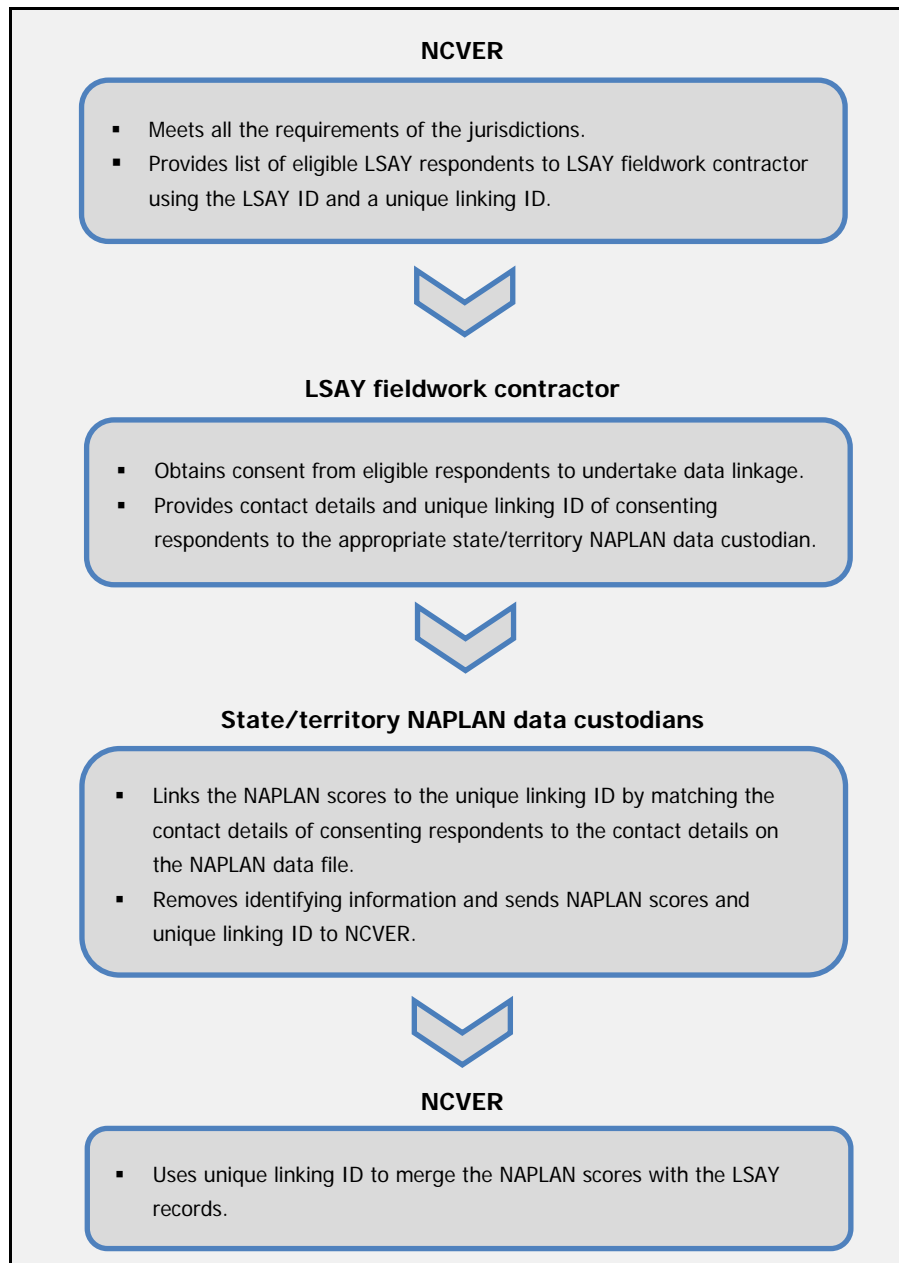 NCVER
▪ Meets all the requirements of the jurisdictions.
▪ Provides list of eligible LSAY respondents to LSAY fieldwork contractor
using the LSAY ID and a unique linking ID.
LSAY fieldwork contractor
▪ Obtains consent from eligible respondents to undertake data linkage.
▪ Provides contact details and unique linking ID of consenting
respondents to the appropriate state/territory NAPLAN data custodian.
State/territory NAPLAN data custodians
▪ Links the NAPLAN scores to the unique linking ID by matching the
contact details of consenting respondents to the contact details on
the NAPLAN data file.
▪ Removes identifying information and sends NAPLAN scores and
unique linking ID to NCVER.
NCVER
▪ Uses unique linking ID to merge the NAPLAN scores with the LSAY
records.